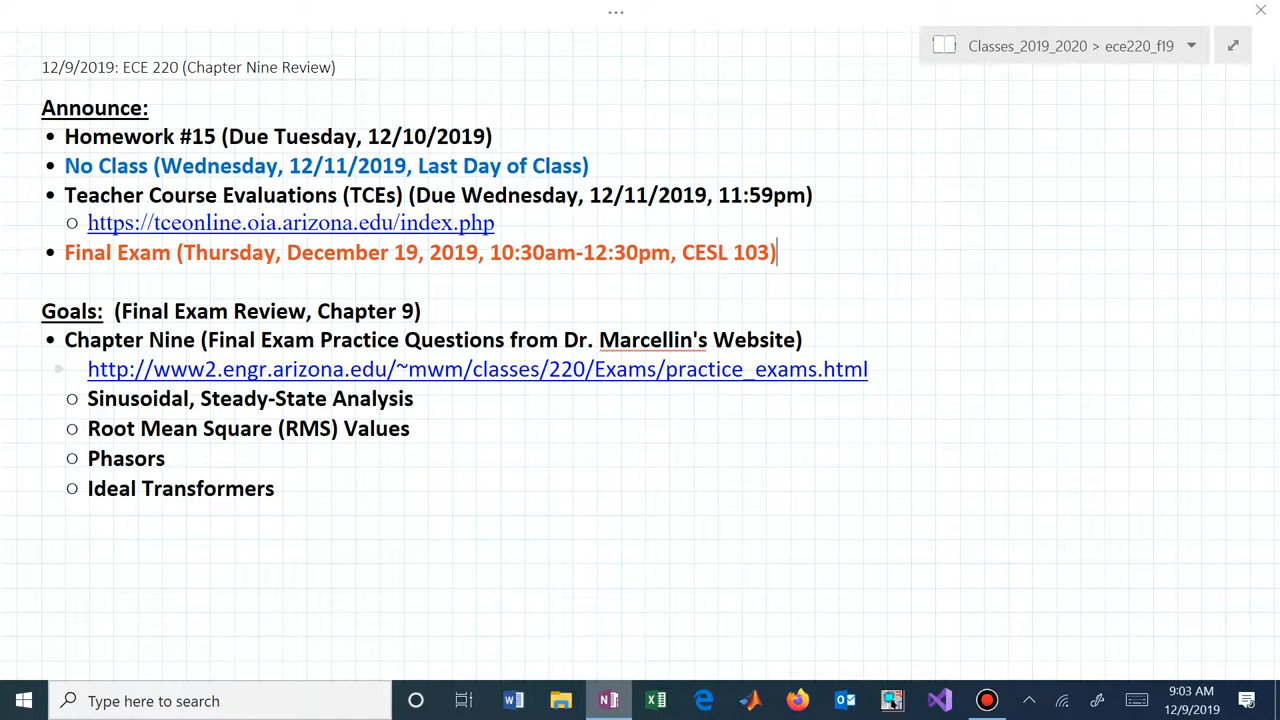 ...
Classes_2019_2020 > ece220_f19
12/9/2019: ECE 220 (Chapter Nine Review)
Announce:
• Homework #15 (Due Tuesday, 12/10/2019)
• No Class (Wednesday, 12/11/2019, Last Day of Class)
• Teacher Course Evaluations (TCEs) (Due Wednesday, 12/11/2019, 11:59pm)
○ https://tceonline.oia.arizona.edu/index.php
• Final Exam (Thursday, December 19, 2019, 10:30am-12:30pm, CESL 103)
Goals: (Final Exam Review, Chapter 9)
• Chapter Nine (Final Exam Practice Questions from Dr. Marcellin's Website)
http://www2.engr.arizona.edu/~mwm/classes/220/Exams/practice_exams.html
○ Sinusoidal, Steady-State Analysis
○ Root Mean Square (RMS) Values
○ Phasors
○ Ideal Transformers
Type here to search
9:03 AM
12/9/2019